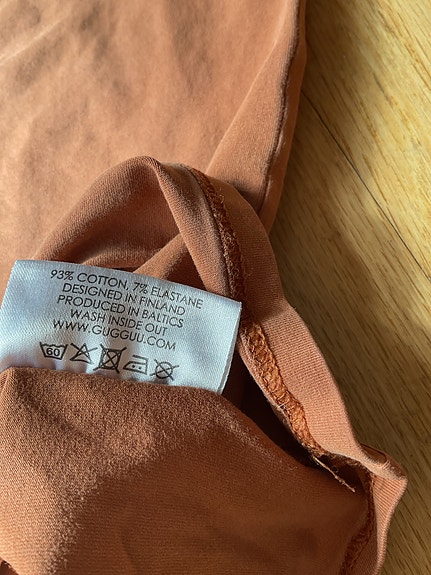 93% COTTON, 7% ELASTANE
DESIGNED IN FINLAND
PRODUCED IN BALTICS
WASH INSIDE OUT
WWW.GUGGUU.COM
60